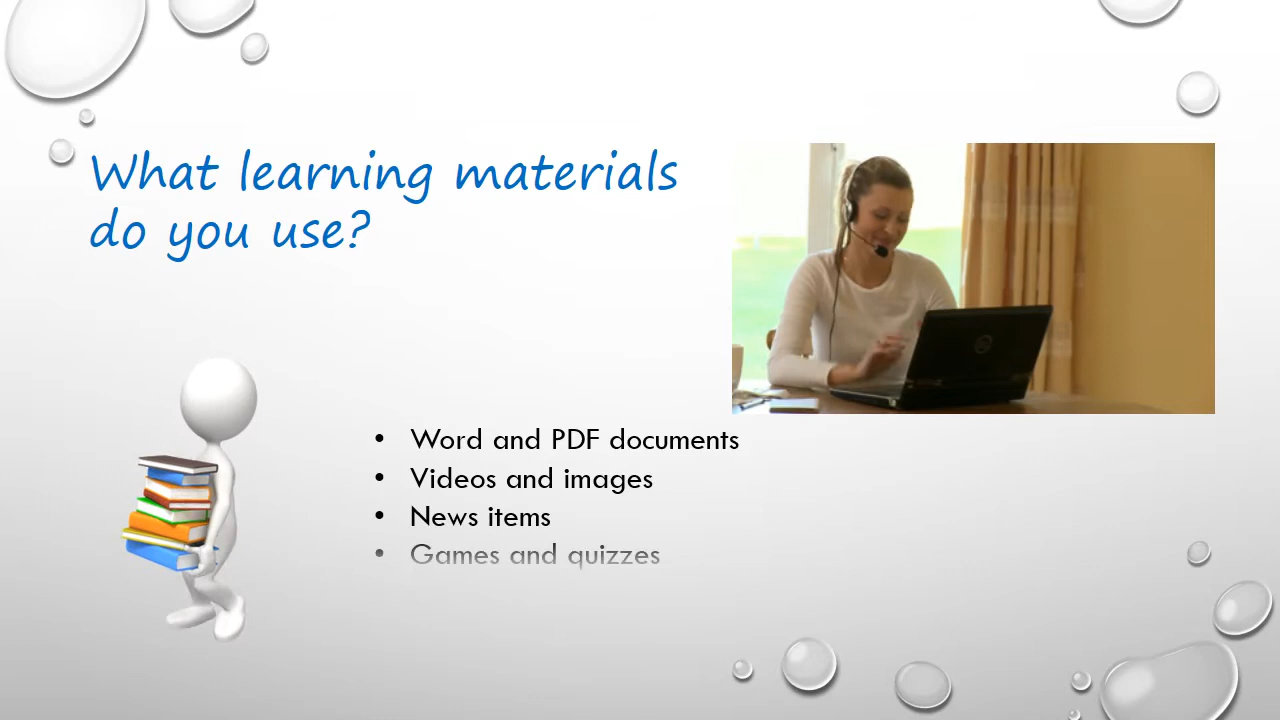 What learning materials
do you use?
• Word and PDF documents
• Videos and images
• News items
• Games and quizzes